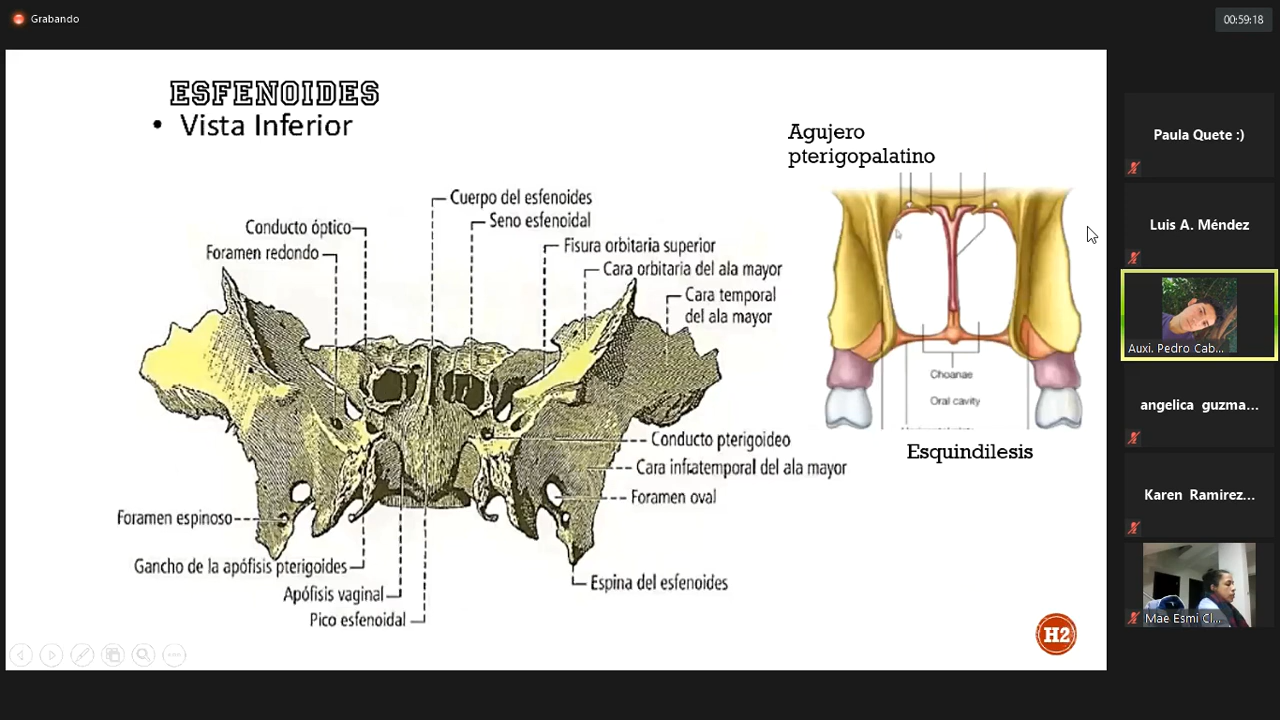 Grabando
00:59:18
ESFENOIDES
• Vista Inferior
Agujero
pterigopalatino
Cuerpo del esfenoides
Seno esfenoidal
Conducto óptico
Fisura orbitaria superior
Foramen redondo
Cara orbitaria del ala mayor
Cara temporal
del ala mayor
Choanae
Oral cavity
Conducto pterigoideo
Esquindilesis
Cara infratemporal del ala mayor
Foramen oval
Foramen espinoso
Gancho de la apófisis pterigoides
Espina del esfenoides
Apófisis vaginal
Pico esfenoidal
H2
Paula Quete :)
Luis A. Méndez
Auxi. Pedro Cab...
angelica guzma...
Karen Ramirez...
Mae Esmi Cl...